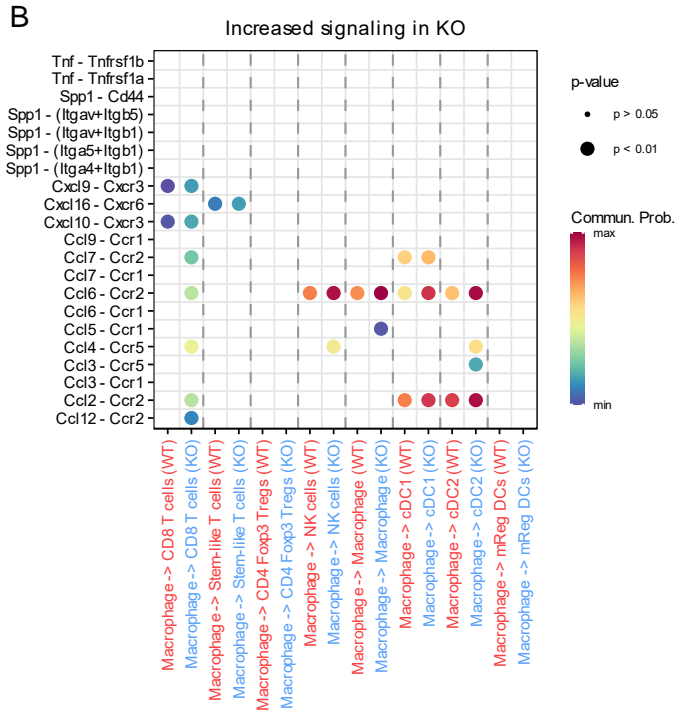 B
Increased signaling in KO
Tnf - Tnfrsf1b
Tnf - Tnfrsf1a
Spp1 - Cd44
Spp1 - (Itgav+Itgb5)
Spp1 - (Itgav+Itgb1)
Spp1 - (Itga5+Itgb1)
Spp1 - (Itga4+Itgb1)
Cxcl9 - Cxcr3
Cxcl16 - Cxcr6
Cxcl10 - Cxcr3
Ccl9 - Ccr1
Ccl7 - Ccr2
Ccl7 - Ccr1
Ccl6 - Ccr2
Ccl6 - Ccr1
Ccl5 - Ccr1
Ccl4 - Ccr5
Ccl3 - Ccr5
Ccl3 - Ccr1
Ccl2 - Ccr2
Ccl12 - Ccr2
Macrophage -> CD8 T cells (WT)
Macrophage -> CD8 T cells (KO)
Macrophage -> Stem-like T cells (WT)
Macrophage -> Stem-like T cells (KO)
Macrophage -> CD4 Foxp3 Tregs (WT)
Macrophage -> CD4 Foxp3 Tregs (KO)
Macrophage -> NK cells (WT)
Macrophage -> NK cells (KO)
Macrophage -> Macrophage (WT)
Macrophage -> Macrophage (KO)
Macrophage -> cDC1 (WT)
Macrophage -> cDC1 (KO)
Macrophage -> cDC2 (WT)
Macrophage -> cDC2 (KO)
Macrophage -> mReg DCs (WT)
Macrophage -> mReg DCs (KO)
p-value
p > 0.05
p < 0.01
Commun. Prob.
max
min